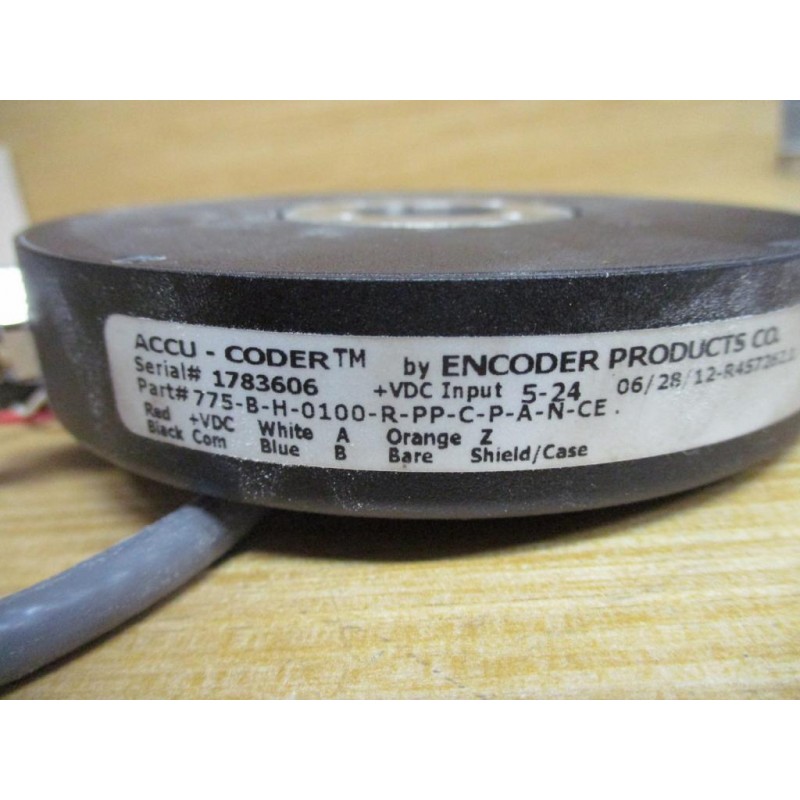 ACCU - CODER™ by ENCODER PRODUCTS CO.
Serial# 1783606 +VDC Input 5-24 06/28/12
Part# 775-B-H-0100-R-PP-C-P-A-N-CE .
Red +VDC White A Orange Z
Black Com Blue B Bare Shield/Case